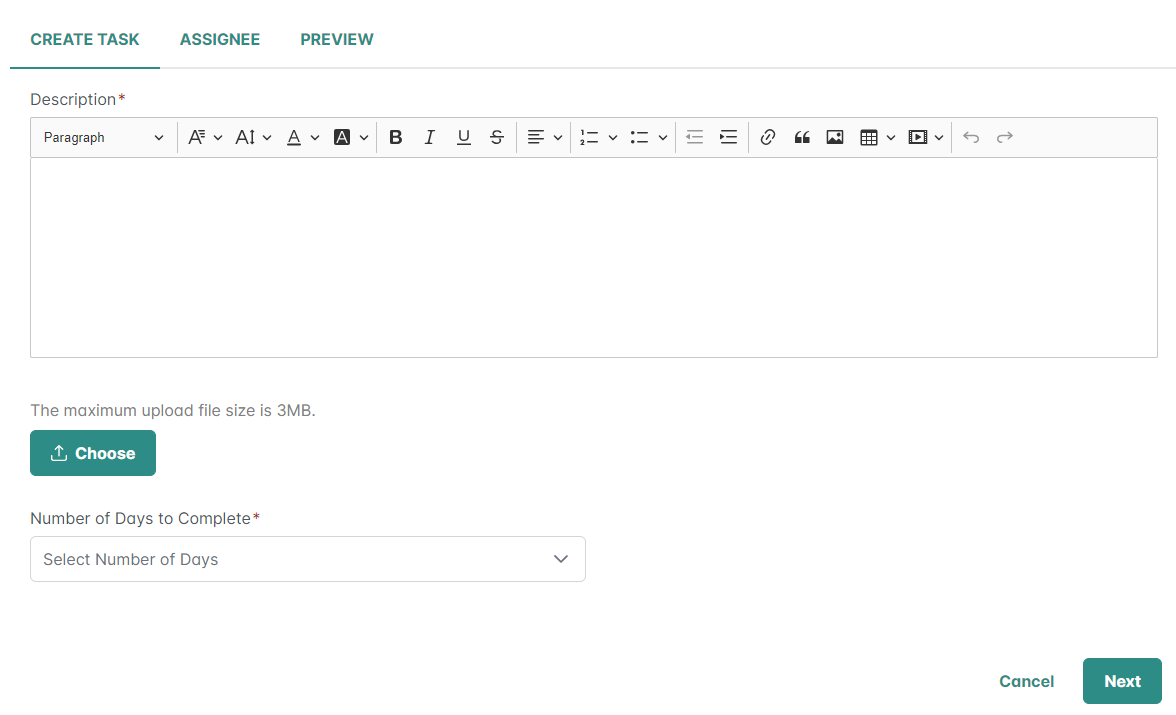 CREATE TASK ASSIGNEE PREVIEW
Description*
Paragraph
The maximum upload file size is 3MB.
Choose
Number of Days to Complete*
Select Number of Days
Cancel Next